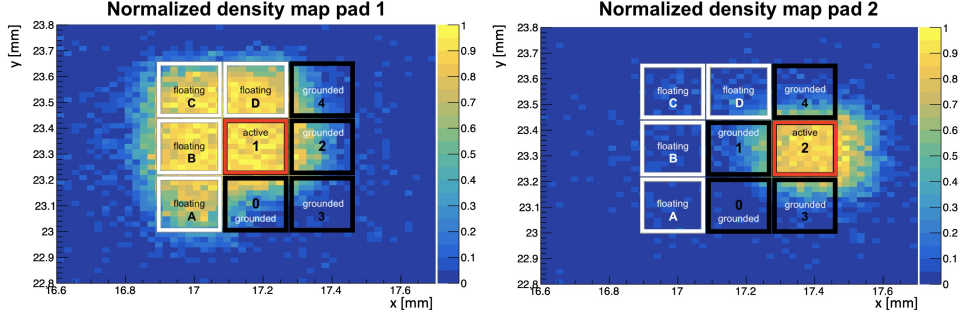 Normalized density map pad 1
y [mm]
23.8
23.7
23.6
23.5
23.4
23.3
23.2
23.1
23
22.9
22.8
floating
C
floating
D
grounded
4
floating
B
active
1
grounded
2
floating
A
0
grounded
grounded
3
16.6
16.8
17
17.2
17.4
x [mm]
1
0.9
0.8
0.7
0.6
0.5
0.4
0.3
0.2
0.1
0
Normalized density map pad 2
y [mm]
23.8
23.7
23.6
23.5
23.4
23.3
23.2
23.1
23
22.9
22.8
floating
C
floating
D
grounded
4
floating
B
grounded
1
active
2
floating
A
0
grounded
grounded
3
16.6
16.8
17
17.2
17.4
x [mm]
1
0.9
0.8
0.7
0.6
0.5
0.4
0.3
0.2
0.1
0